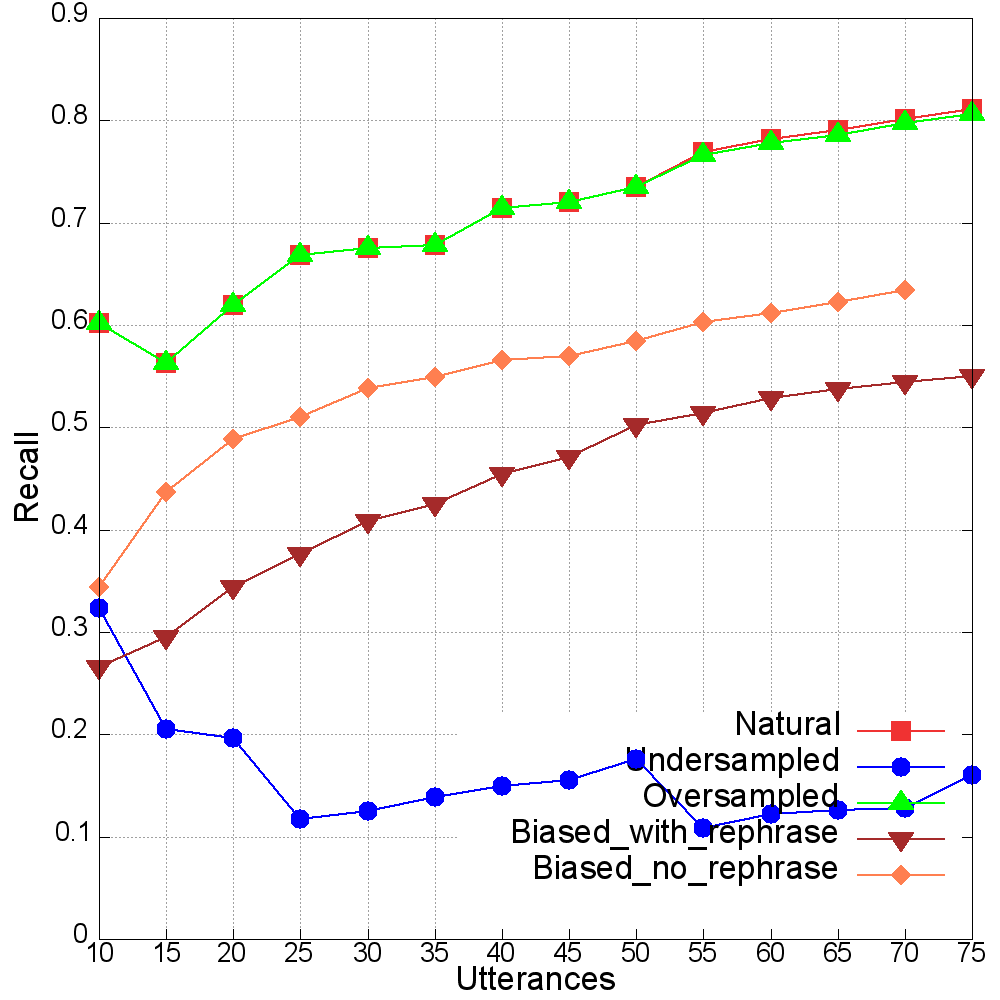 0.9
0.8
0.7
0.6
0.5
0.4
0.3
0.2
0.1
0
Recall
10 15 20 25 30 35 40 45 50 55 60 65 70 75
Utterances
Natural
Undersampled
Oversampled
Biased_with_rephrase
Biased_no_rephrase